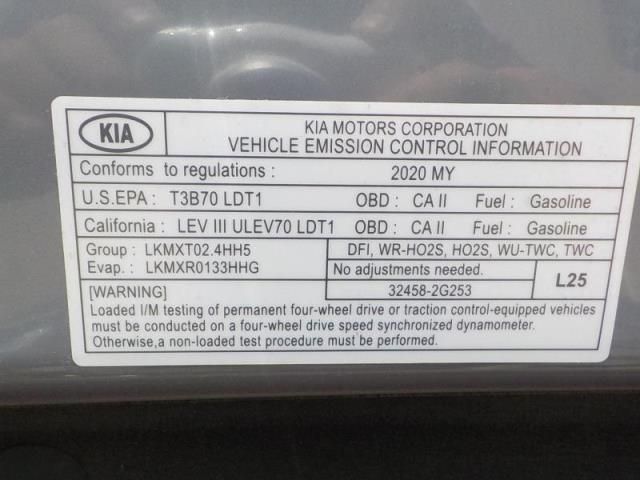 KIA
KIA MOTORS CORPORATION
VEHICLE EMISSION CONTROL INFORMATION
Conforms to regulations : 2020 MY
U.S.EPA : T3B70 LDT1 OBD : CA II Fuel : Gasoline
California : LEV III ULEV70 LDT1 OBD : CA II Fuel : Gasoline
Group : LKMXT02.4HH5 DFI, WR-HO2S, HO2S, WU-TWC, TWC
Evap. : LKMXR0133HHG No adjustments needed. L25
[WARNING] 32458-2G253
Loaded I/M testing of permanent four-wheel drive or traction control-equipped vehicles
must be conducted on a four-wheel drive speed synchronized dynamometer.
Otherwise,a non-loaded test procedure must be performed.